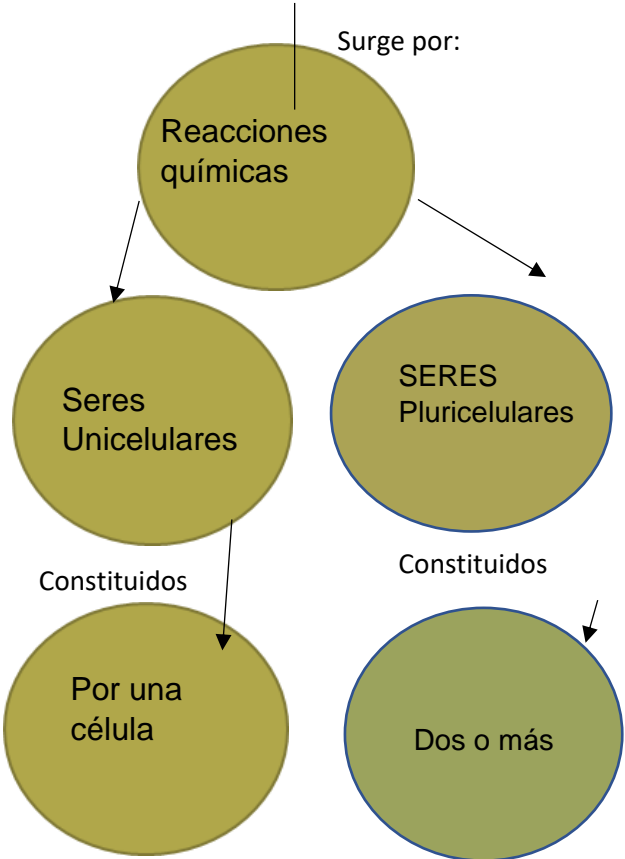 Surge por:
Reacciones
químicas
Seres
Unicelulares
SERES
Pluricelulares
Constituidos
Constituidos
Por una
célula
Dos o más